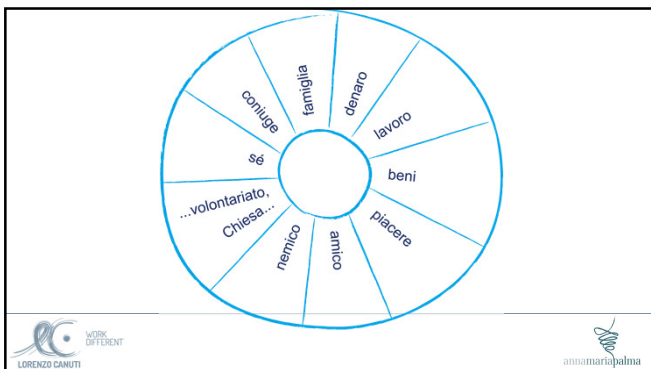 famiglia
denaro
lavoro
beni
piacere
amico
nemico
...volontariato,
Chiesa...
sé
coniuge
WORK
DIFFERENT
LORENZO CANUTI
annamariapalma